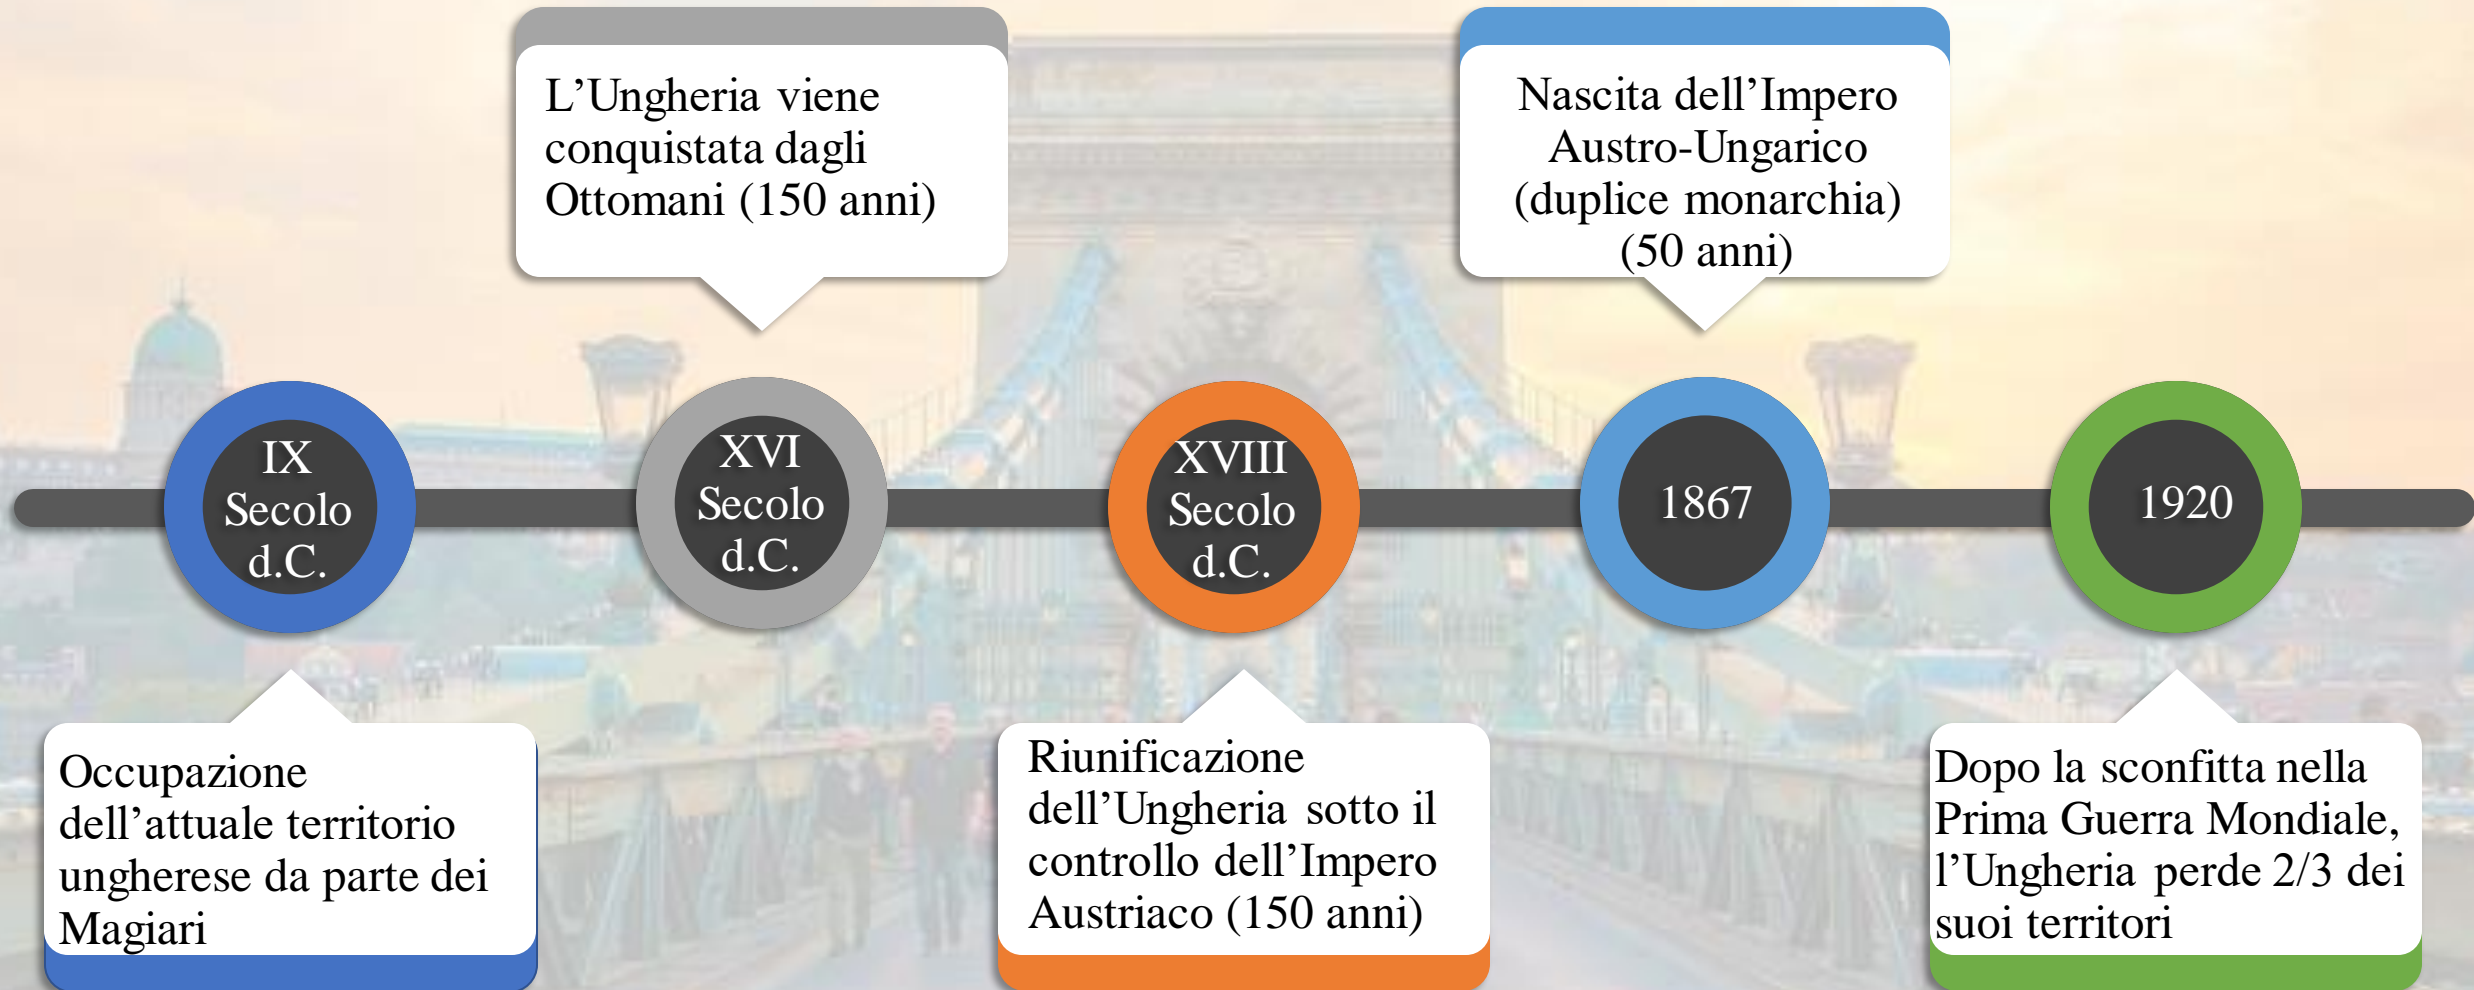 L’Ungheria viene
conquistata dagli
Ottomani (150 anni)
Nascita dell’Impero
Austro-Ungarico
(duplice monarchia)
(50 anni)
IX
Secolo
d.C.
XVI
Secolo
d.C.
XVIII
Secolo
d.C.
1867
1920
Occupazione
dell’attuale territorio
ungherese da parte dei
Magiari
Riunificazione
dell’Ungheria sotto il
controllo dell’Impero
Austriaco (150 anni)
Dopo la sconfitta nella
Prima Guerra Mondiale,
l’Ungheria perde 2/3 dei
suoi territori